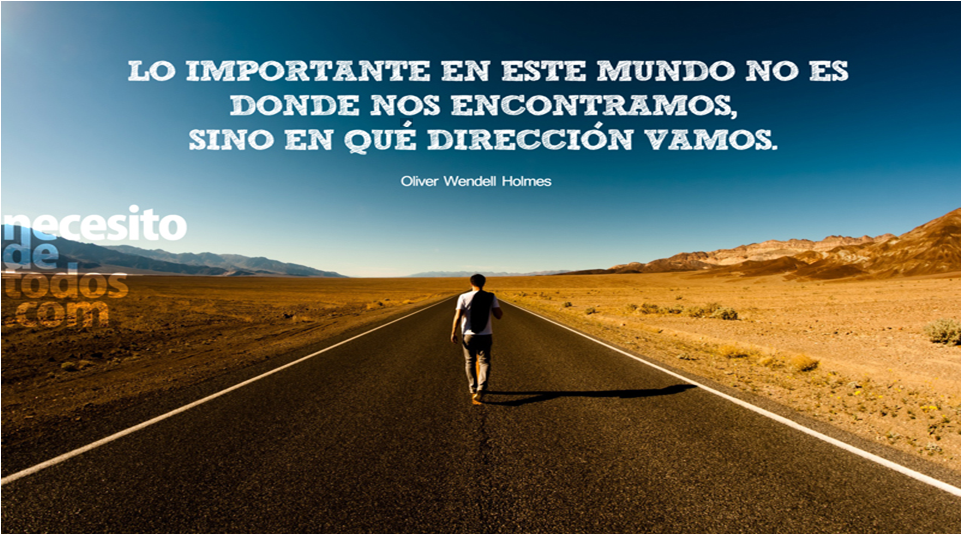 LO IMPORTANTE EN ESTE MUNDO NO ES
DONDE NOS ENCONTRAMOS,
SINO EN QUÉ DIRECCIÓN VAMOS.
Oliver Wendell Holmes
necesito
de
todos
.com